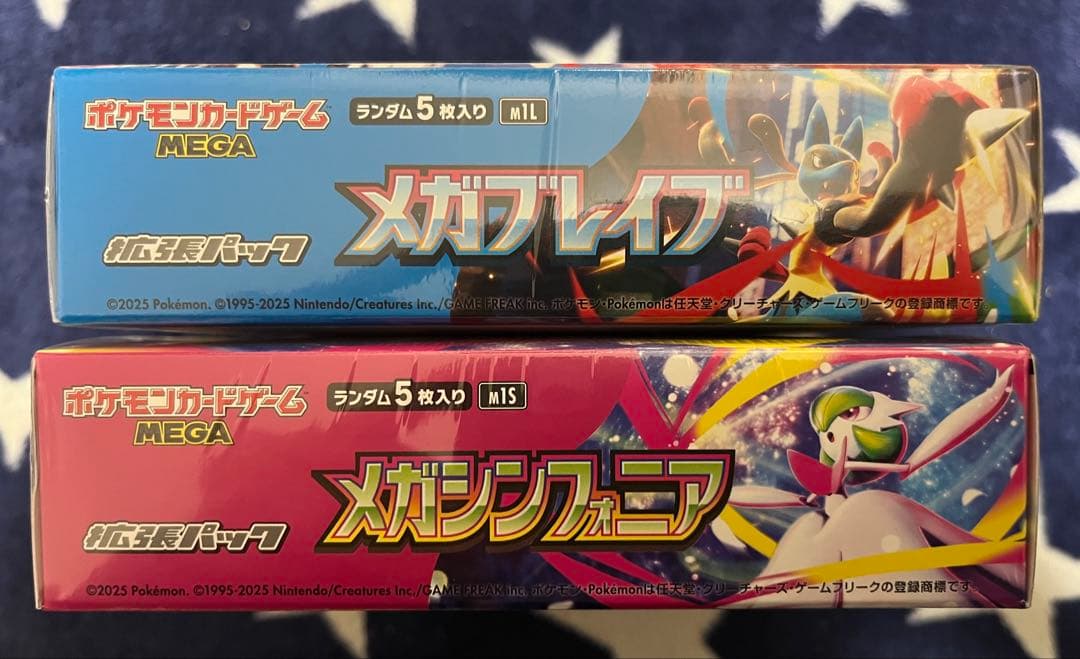 ポケモンカードゲーム
MEGA
ランダム5枚入り M1L
メガブレイブ
拡張パック
©2025 Pokémon. ©1995-2025 Nintendo/Creatures Inc./GAME FREAK inc. ポケモン・Pokémonは任天堂・クリーチャーズ・ゲームフリークの登録商標です。
ポケモンカードゲーム
MEGA
ランダム5枚入り M1S
メガシンフォニア
拡張パック
©2025 Pokémon. ©1995-2025 Nintendo/Creatures Inc./GAME FREAK inc. ポケモン・Pokémonは任天堂・クリーチャーズ・ゲームフリークの登録商標です。